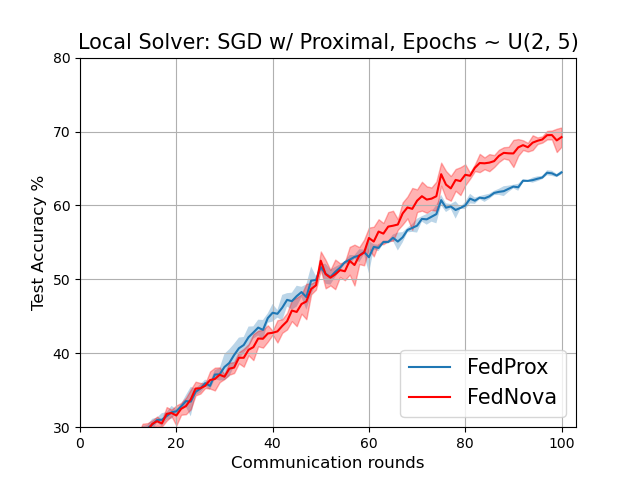 Local Solver: SGD w/ Proximal, Epochs ~ U(2, 5)
Test Accuracy %
80
70
60
50
40
30
0
20
40
60
80
100
Communication rounds
FedProx
FedNova